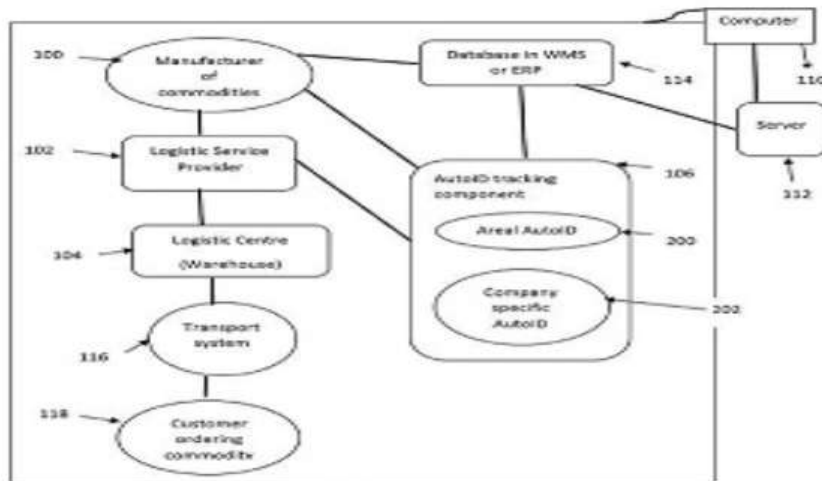 Computer
100
Manufacturer
of
commodities
Database in WMS
or ERP
114
110
Server
112
102
Logistic Service
Provider
106
AutoID tracking
component
Areal AutoID
200
104
Logistic Centre
(Warehouse)
Company
specific
AutoID
202
Transport
system
116
118
Customer
ordering
commodity